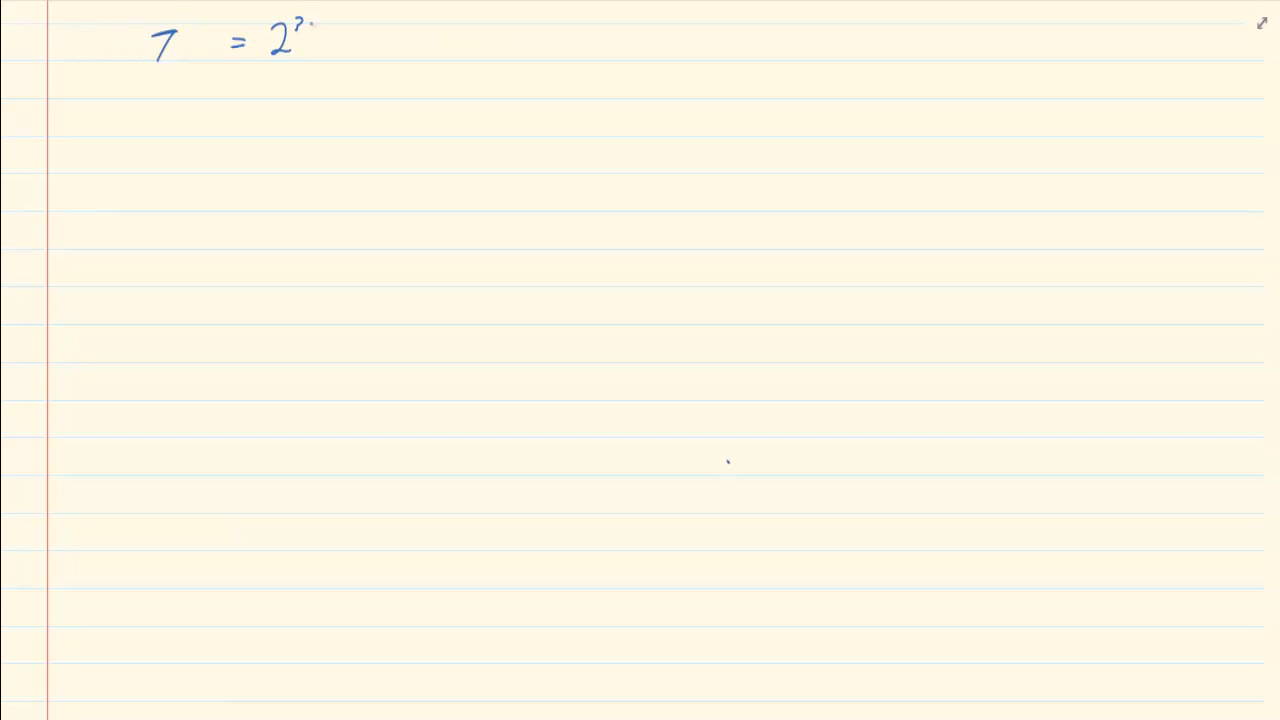 7 = 2^?